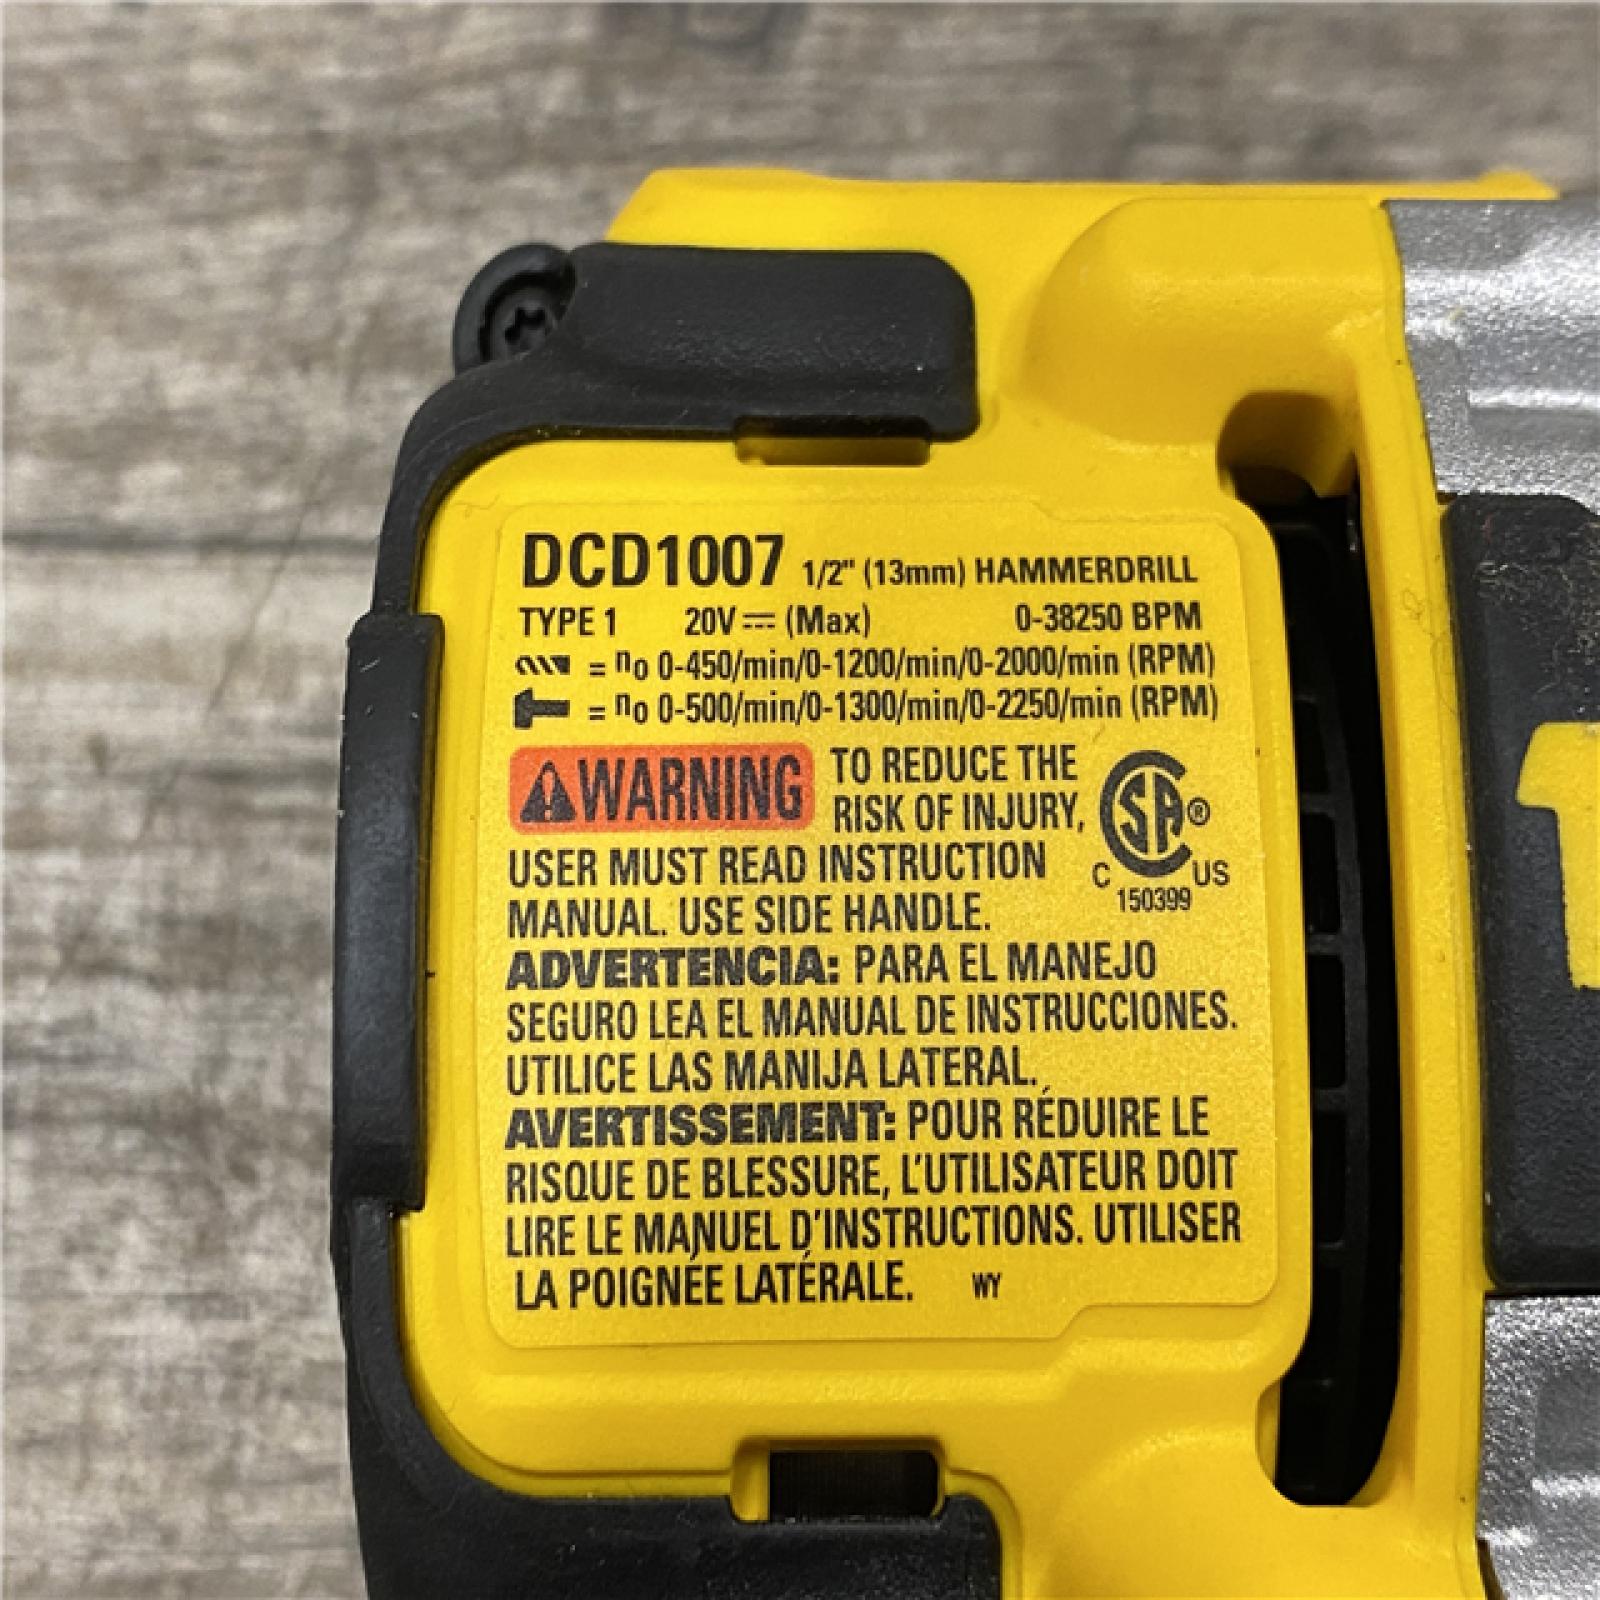 DCD1007 1/2" (13mm) HAMMERDRILL
TYPE 1 20V ⎓ (Max) 0-38250 BPM
= no 0-450/min/0-1200/min/0-2000/min (RPM)
= no 0-500/min/0-1300/min/0-2250/min (RPM)
WARNING TO REDUCE THE
RISK OF INJURY,
USER MUST READ INSTRUCTION
MANUAL. USE SIDE HANDLE.
SA ®
C US
150399
ADVERTENCIA: PARA EL MANEJO
SEGURO LEA EL MANUAL DE INSTRUCCIONES.
UTILICE LAS MANIJA LATERAL.
AVERTISSEMENT: POUR RÉDUIRE LE
RISQUE DE BLESSURE, L'UTILISATEUR DOIT
LIRE LE MANUEL D'INSTRUCTIONS. UTILISER
LA POIGNÉE LATÉRALE. WY